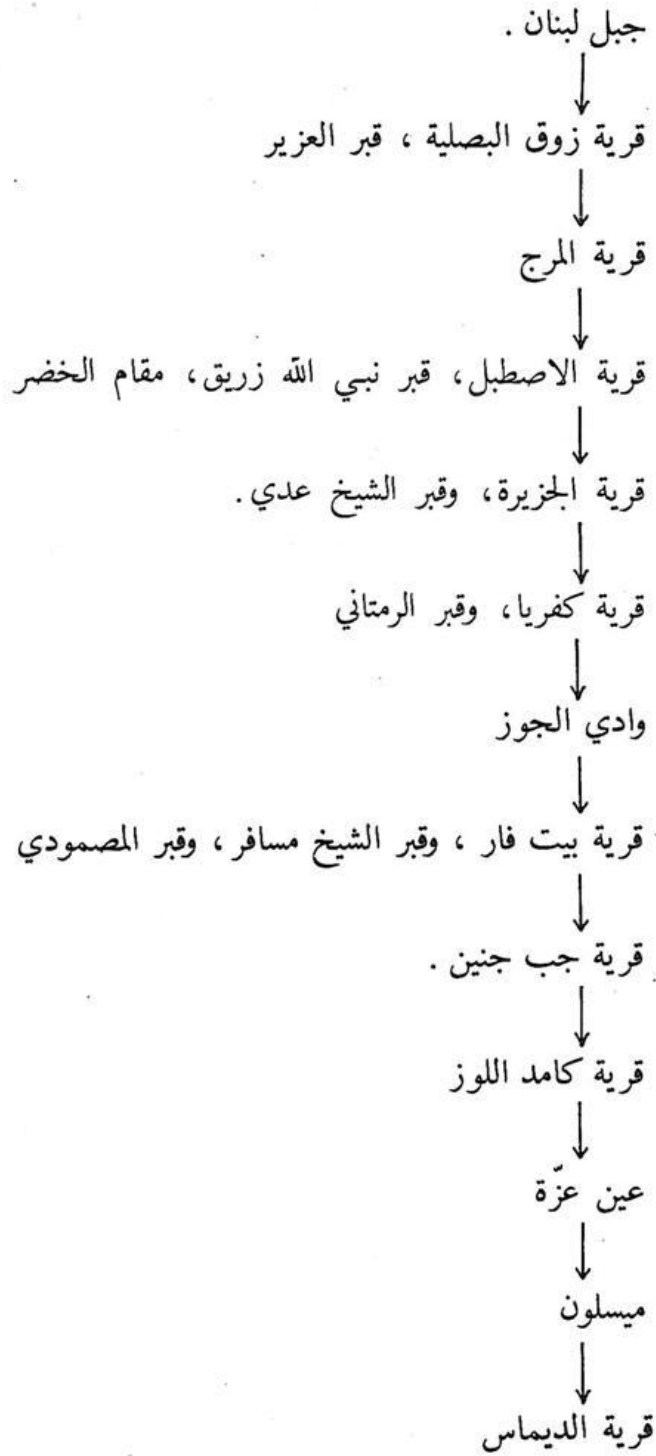 جبل لبنان .
قرية زوق البصلية ، قبر العزير
قرية المرج
قرية الاصطبل، قبر نبي الله زريق، مقام الخضر
قرية الجزيرة، وقبر الشيخ عدي.
قرية كفريا، وقبر الرمتاني
وادي الجوز
قرية بيت فار ، وقبر الشيخ مسافر ، وقبر المصمودي
قرية جب جنين .
قرية كامد اللوز
عين عزّة
ميسلون
قرية الديماس